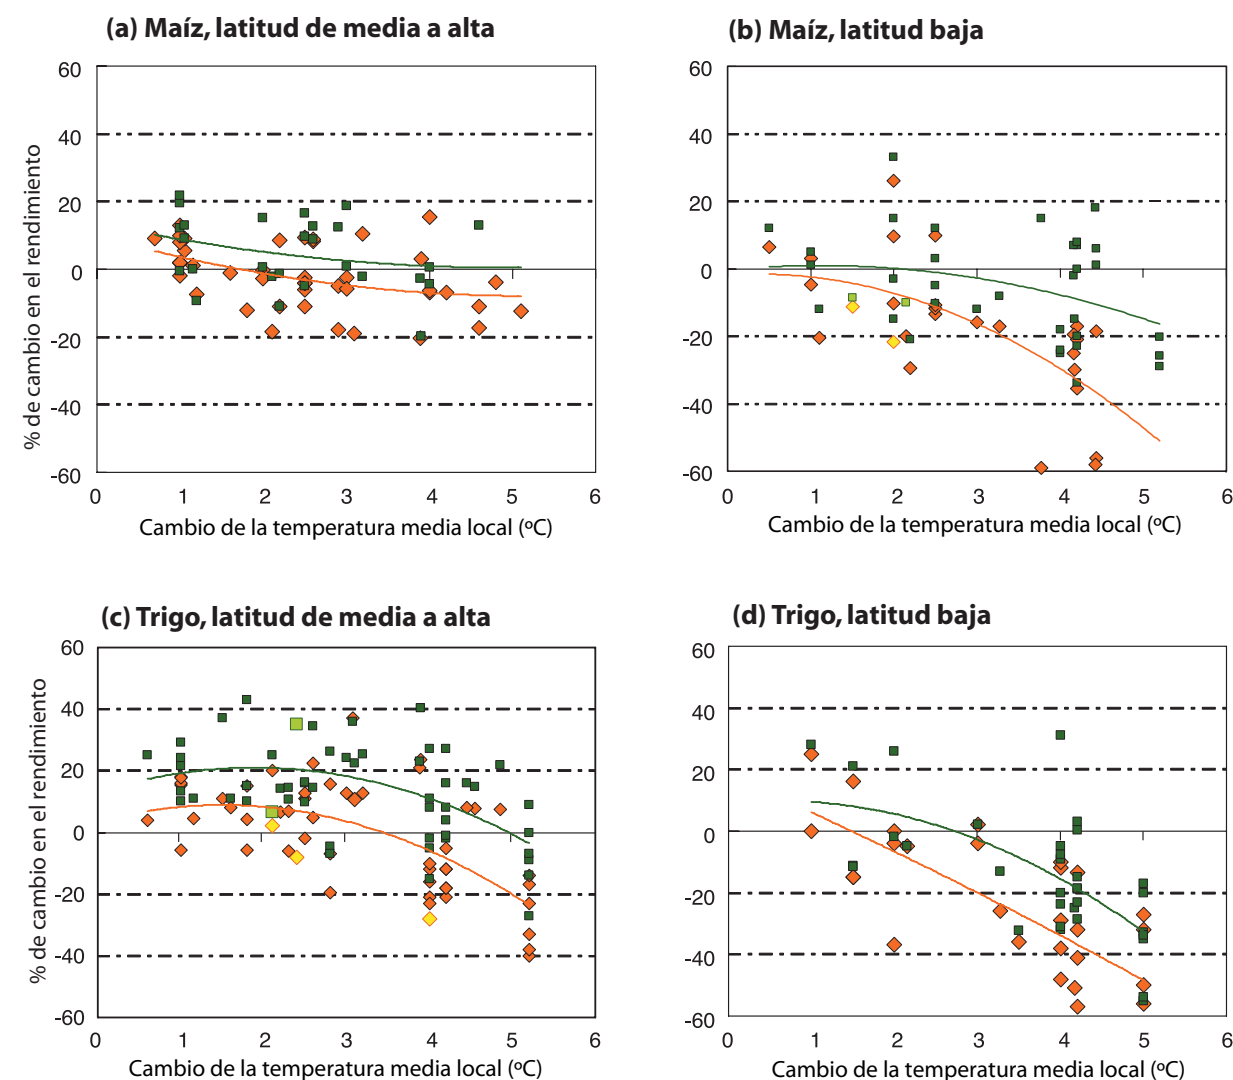 (a) Maíz, latitud de media a alta
60
40
20
0
-20
-40
-60
% de cambio en el rendimiento
0 1 2 3 4 5 6
Cambio de la temperatura media local (ºC)
(b) Maíz, latitud baja
60
40
20
0
-20
-40
-60
0 1 2 3 4 5 6
Cambio de la temperatura media local (ºC)
(c) Trigo, latitud de media a alta
60
40
20
0
-20
-40
-60
% de cambio en el rendimiento
0 1 2 3 4 5 6
Cambio de la temperatura media local (ºC)
(d) Trigo, latitud baja
60
40
20
0
-20
-40
-60
0 1 2 3 4 5 6
Cambio de la temperatura media local (ºC)